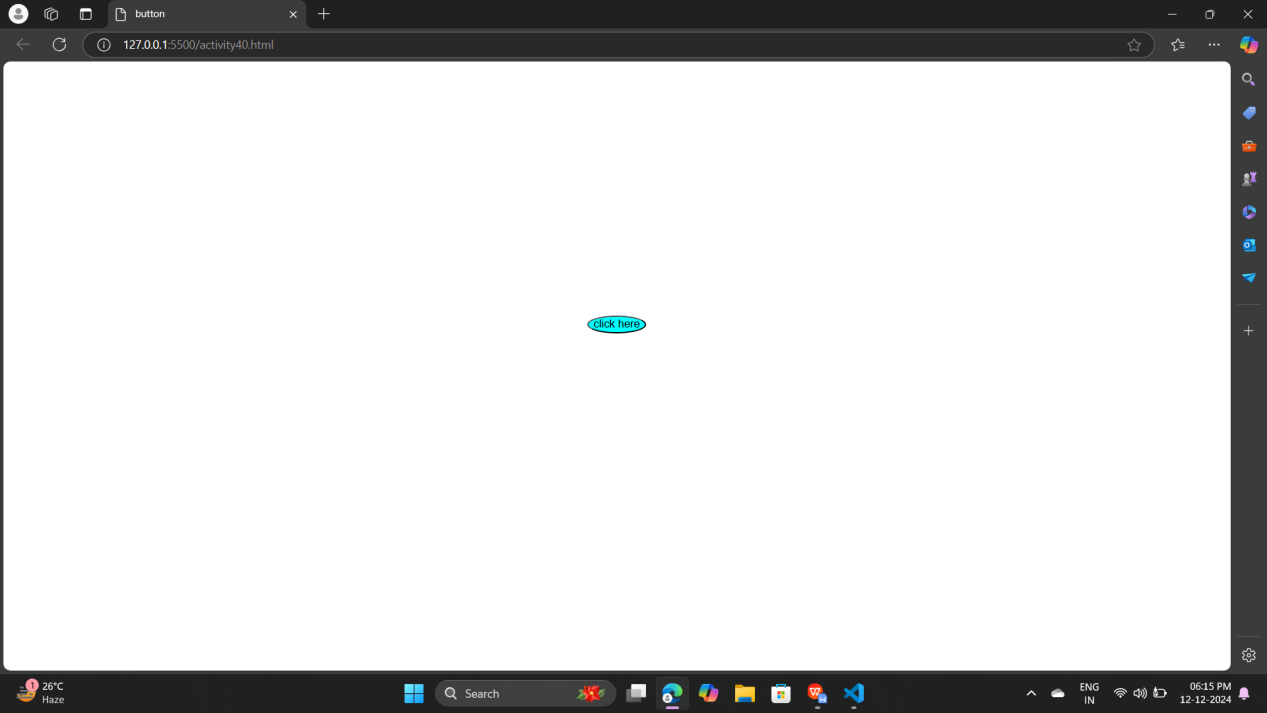 button
127.0.0.1:5500/activity40.html
click here
1
26°C
Haze
Search
ENG
IN
06:15 PM
12-12-2024